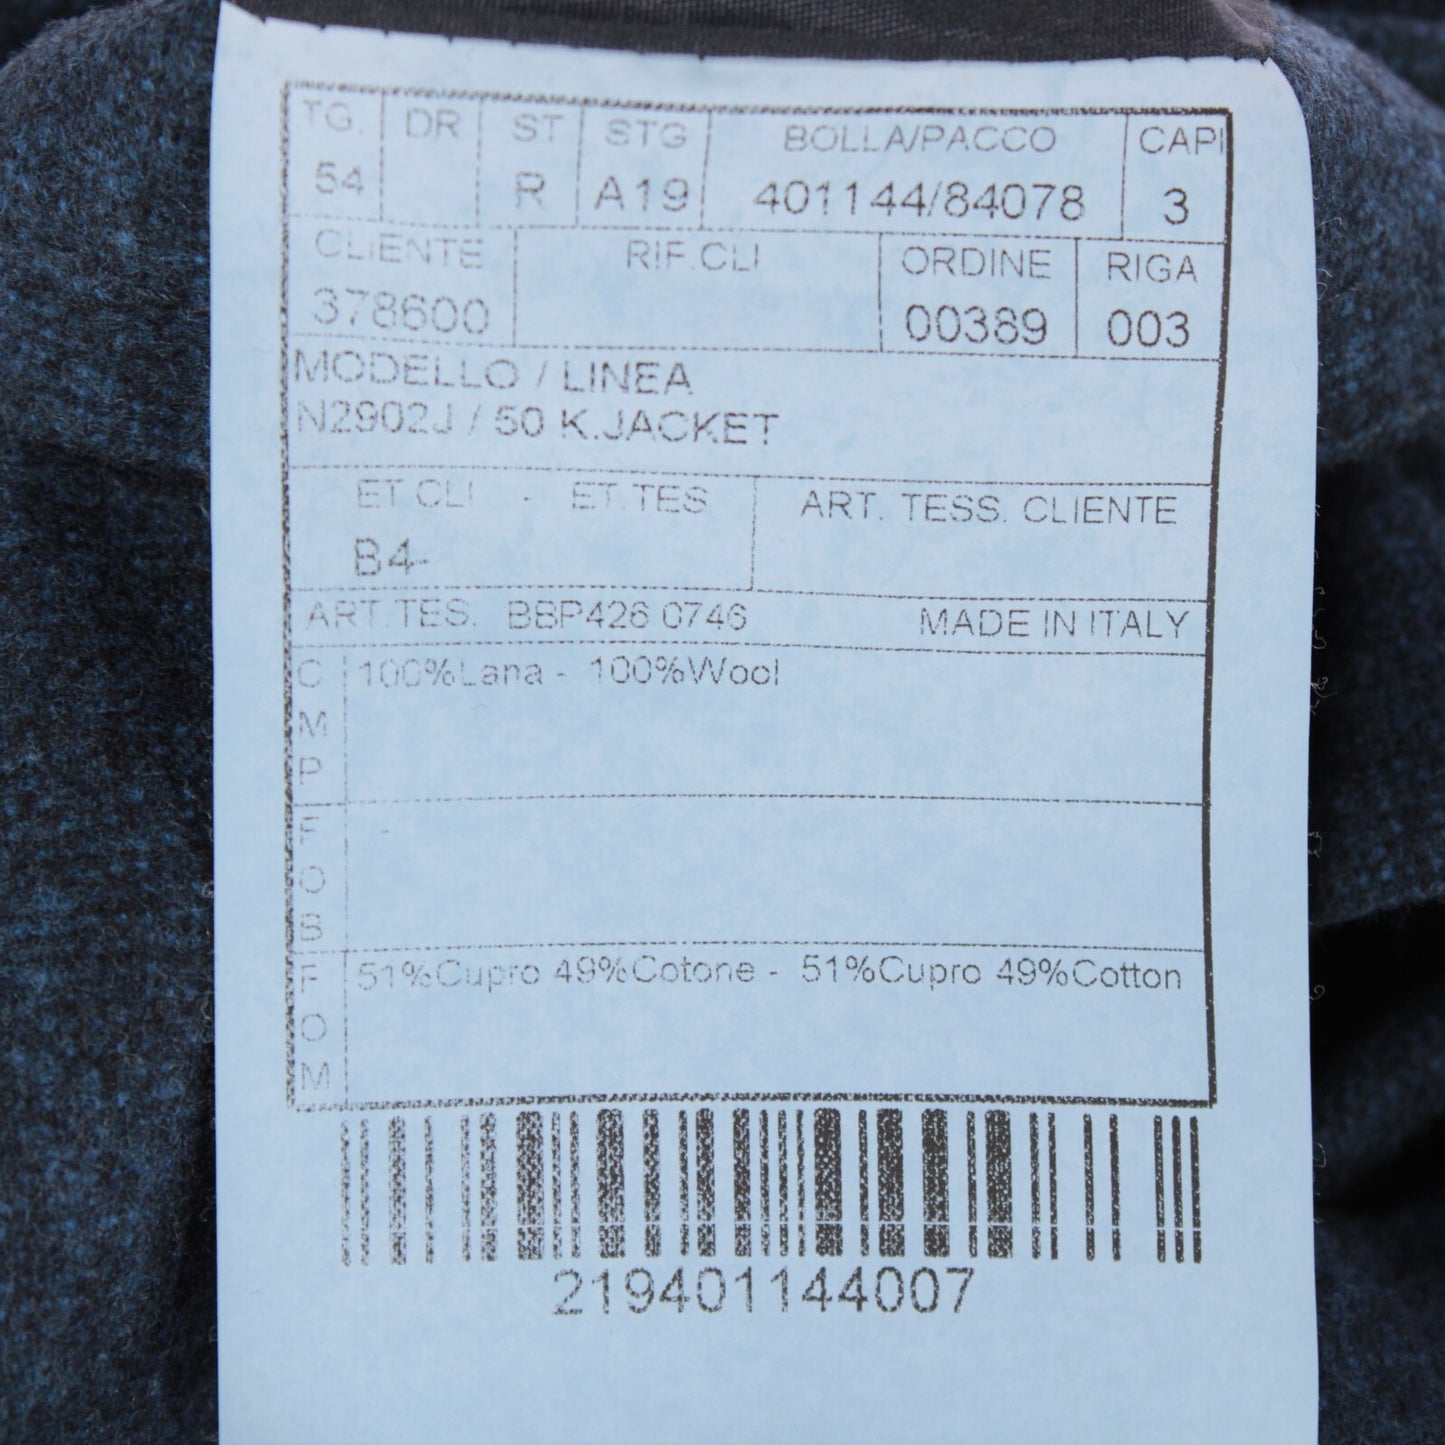 TG. DR ST STG BOLLA/PACCO CAPI
54 R A19 401144/84078 3
CLIENTE RIF.CLI ORDINE RIGA
378600 00389 003
MODELLO / LINEA
N2902J / 50 K.JACKET
ET.CLI - ET.TES ART. TESS. CLIENTE
B4-
ART.TES. BBP426 0746 MADE IN ITALY
C 100%Lana - 100%Wool
M
P
F -
O
S
F 51%Cupro 49%Cotone - 51%Cupro 49%Cotton
O
M
219401144007